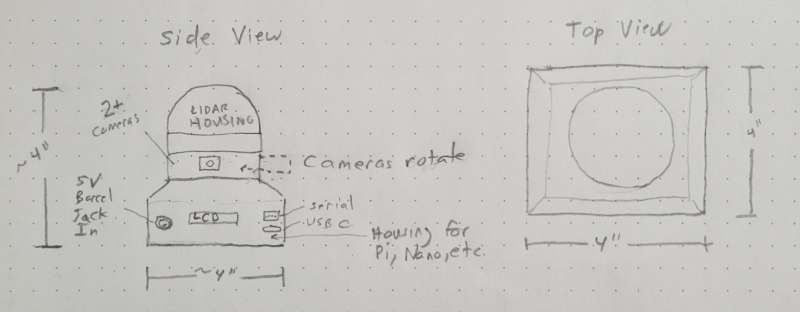 Side View
Top View
LIDAR
HOUSING
2+
cameras
~4"
Cameras rotate
5V
Barrel
Jack
In
LCD
serial
USB C
Housing for
Pi, Nano, etc.
~4"
4"
4"